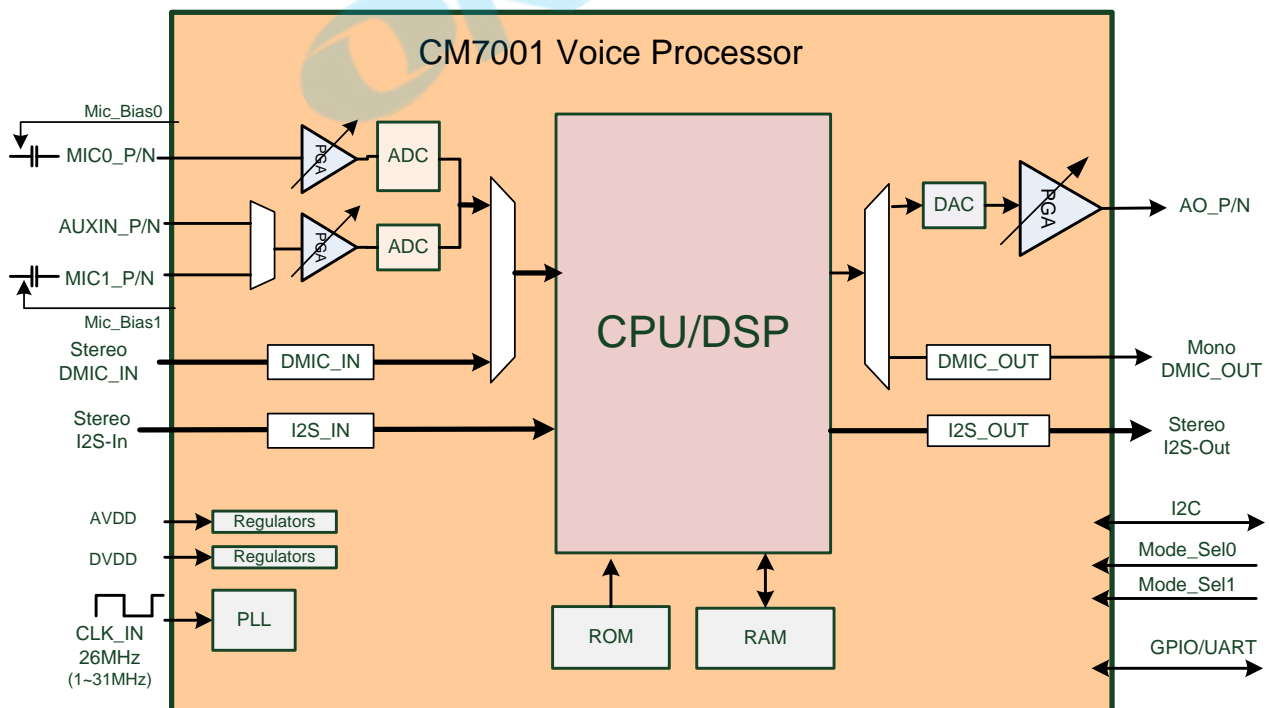 CM7001 Voice Processor
Mic_Bias0
MIC0_P/N
PGA
ADC
AUXIN_P/N
PGA
ADC
MIC1_P/N
Mic_Bias1
Stereo
DMIC_IN
DMIC_IN
Stereo
I2S-In
I2S_IN
AVDD
Regulators
DVDD
Regulators
CLK_IN
26MHz
(1~31MHz)
PLL
CPU/DSP
ROM
RAM
DAC
PGA
AO_P/N
DMIC_OUT
Mono
DMIC_OUT
I2S_OUT
Stereo
I2S-Out
I2C
Mode_Sel0
Mode_Sel1
GPIO/UART